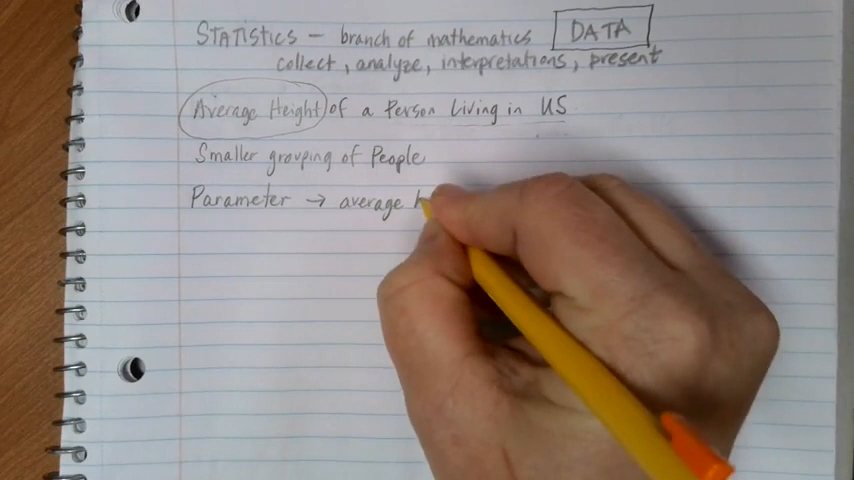 STATISTICS – branch of mathematics DATA
collect, analyze, interpretations, present
Average Height of a Person Living in US
Smaller grouping of People
Parameter → average h